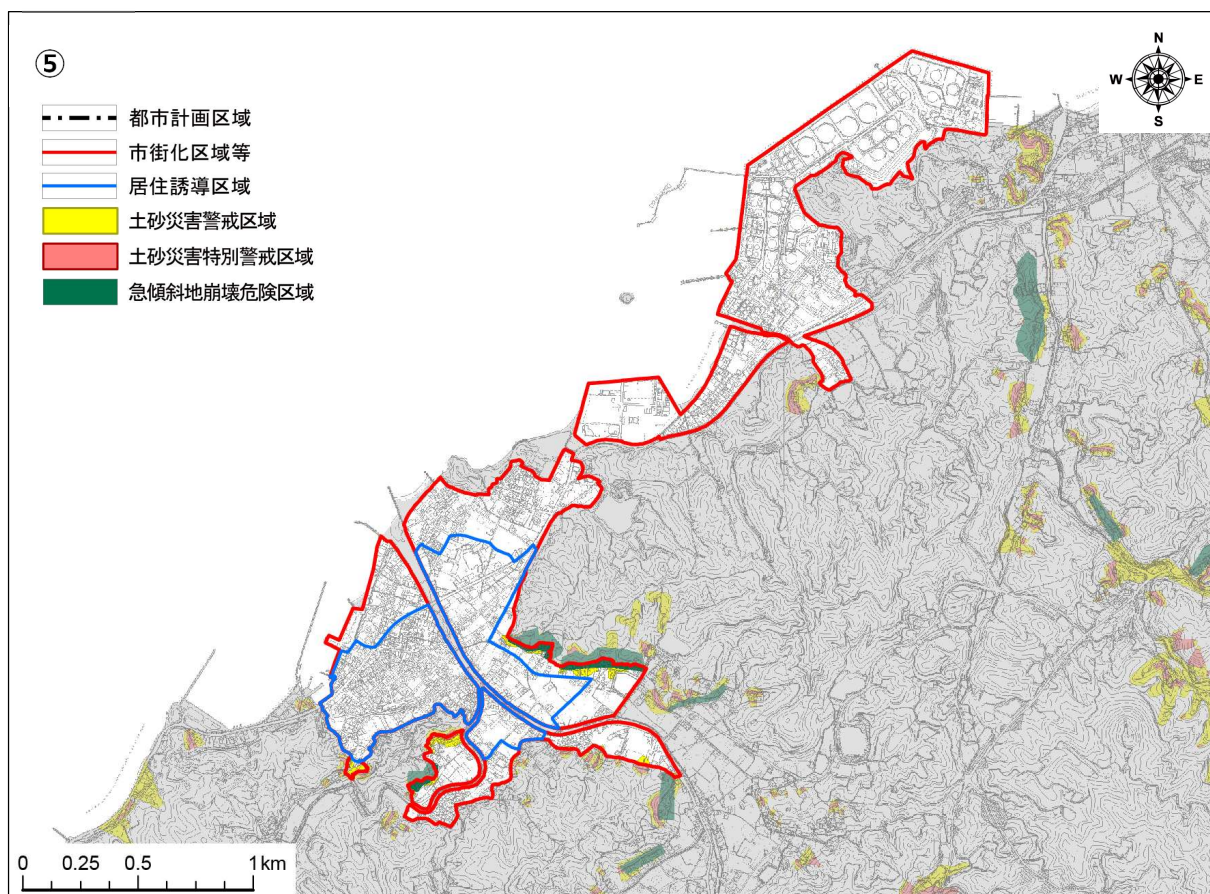 ⑤
都市計画区域
市街化区域等
居住誘導区域
土砂災害警戒区域
土砂災害特別警戒区域
急傾斜地崩壊危険区域
N
W E
S
0 0.25 0.5 1km